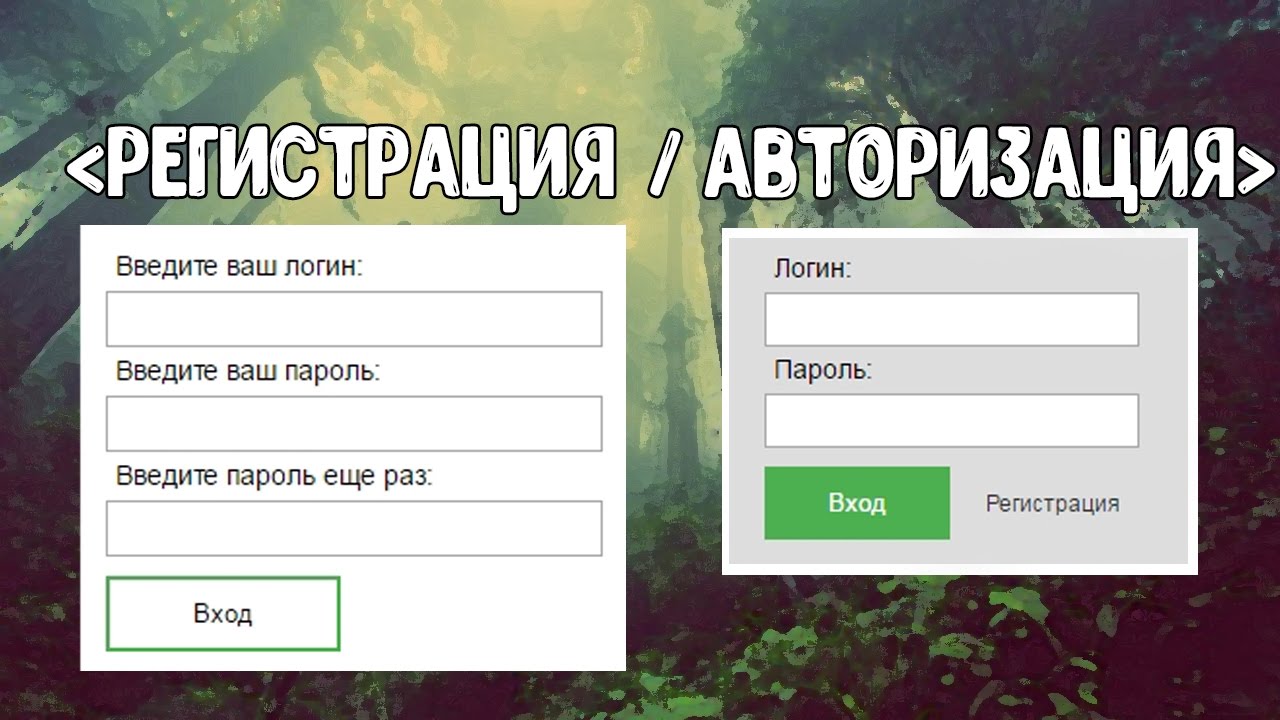 <РЕГИСТРАЦИЯ / АВТОРИЗАЦИЯ>
Введите ваш логин:
Введите ваш пароль:
Введите пароль еще раз:
Вход
Логин:
Пароль:
Вход Регистрация